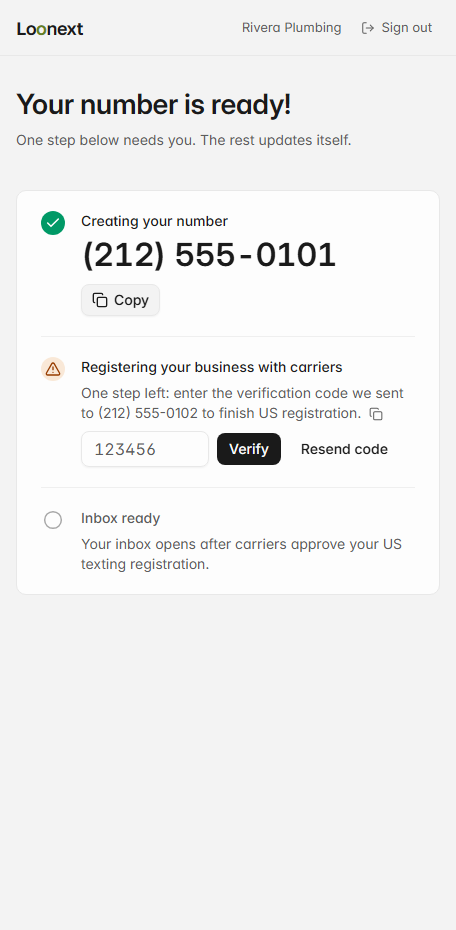 Loonext
Rivera Plumbing
Sign out
Your number is ready!
One step below needs you. The rest updates itself.
Creating your number
(212) 555-0101
Copy
Registering your business with carriers
One step left: enter the verification code we sent
to (212) 555-0102 to finish US registration.
123456
Verify
Resend code
Inbox ready
Your inbox opens after carriers approve your US
texting registration.